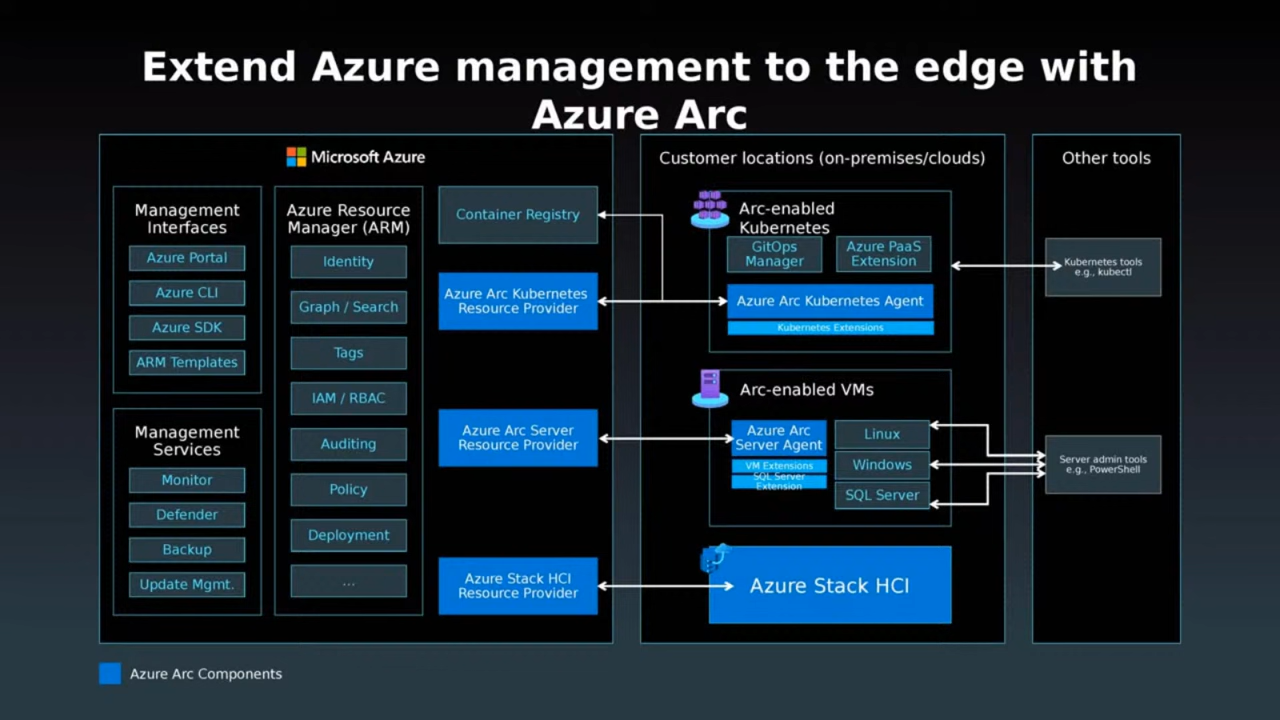 Extend Azure management to the edge with
Azure Arc
Microsoft Azure
Management
Interfaces
Azure Portal
Azure CLI
Azure SDK
ARM Templates
Management
Services
Monitor
Defender
Backup
Update Mgmt.
Azure Resource
Manager (ARM)
Identity
Graph / Search
Tags
IAM / RBAC
Auditing
Policy
Deployment
...
Container Registry
Azure Arc Kubernetes
Resource Provider
Azure Arc Server
Resource Provider
Azure Stack HCI
Resource Provider
Customer locations (on-premises/clouds)
Arc-enabled
Kubernetes
GitOps
Manager
Azure PaaS
Extension
Azure Arc Kubernetes Agent
Kubernetes Extensions
Arc-enabled VMs
Azure Arc
Server Agent
VM Extensions
SQL Server
Extension
Linux
Windows
SQL Server
Azure Stack HCI
Other tools
Kubernetes tools
e.g., kubectl
Server admin tools
e.g., PowerShell
Azure Arc Components